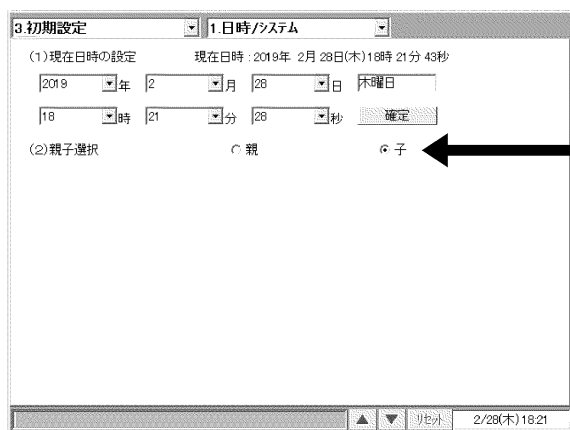 3.初期設定 1.日時/システム
(1)現在日時の設定 現在日時 : 2019年 2月 28日(木)18時 21分 43秒
2019 年 2 月 28 日 木曜日
18 時 21 分 28 秒 確定
(2)親子選択 親 子
リセット 2/28(木) 18:21